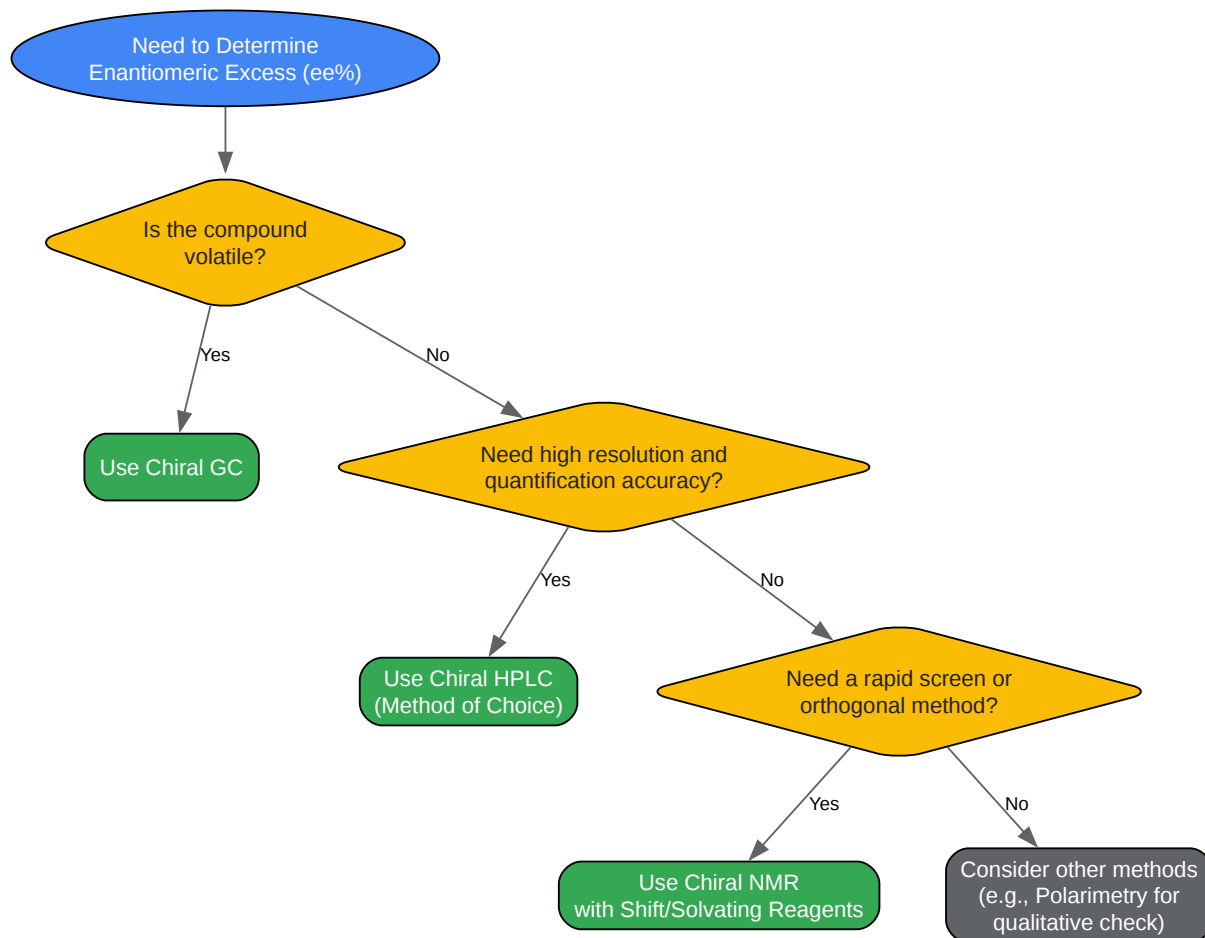 Need to Determine
Enantiomeric Excess (ee%)
Is the compound
volatile?
Yes
No
Use Chiral GC
Need high resolution and
quantification accuracy?
Yes
No
Use Chiral HPLC
(Method of Choice)
Need a rapid screen or
orthogonal method?
Yes
No
Use Chiral NMR
with Shift/Solvating Reagents
Consider other methods
(e.g., Polarimetry for
qualitative check)